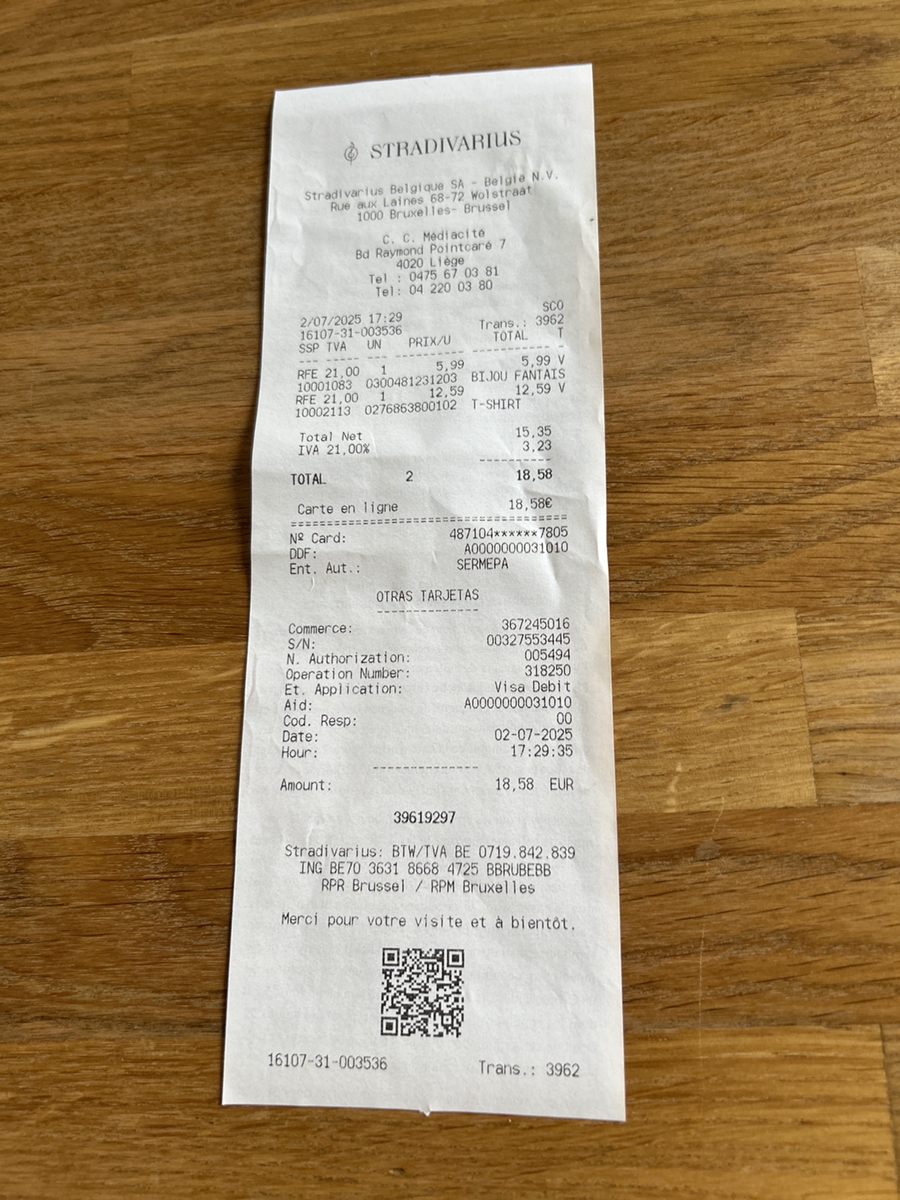 STRADIVARIUS
Stradivarius Belgique SA - Belgie N.V.
Rue aux Laines 68-72 Wolstraat
1000 Bruxelles- Brussel
C. C. Médiacité
Bd Raymond Pointcaré 7
4020 Liège
Tel : 0475 67 03 81
Tel: 04 220 03 80
SCO
2/07/2025 17:29
16107-31-003536 Trans.: 3962
SSP TVA UN PRIX/U TOTAL T
--- ----- --- --------- ---------- -
RFE 21,00 1 5,99 5,99 V
10001083 0300481231203 BIJOU FANTAIS
RFE 21,00 1 12,59 12,59 V
10002113 0276863800102 T-SHIRT
Total Net 15,35
IVA 21,00% 3,23
----------
TOTAL 2 18,58
Carte en ligne 18,58€
========================================
Nº Card: 487104******7805
DDF: A0000000031010
Ent. Aut.: SERMEPA
OTRAS TARJETAS
--------------
Commerce: 367245016
S/N: 00327553445
N. Authorization: 005494
Operation Number: 318250
Et. Application: Visa Debit
Aid: A0000000031010
Cod. Resp: 00
Date: 02-07-2025
Hour: 17:29:35
--------------
Amount: 18,58 EUR
39619297
Stradivarius: BTW/TVA BE 0719.842.839
ING BE70 3631 8668 4725 BBRUBEBB
RPR Brussel / RPM Bruxelles
Merci pour votre visite et à bientôt.
16107-31-003536 Trans.: 3962